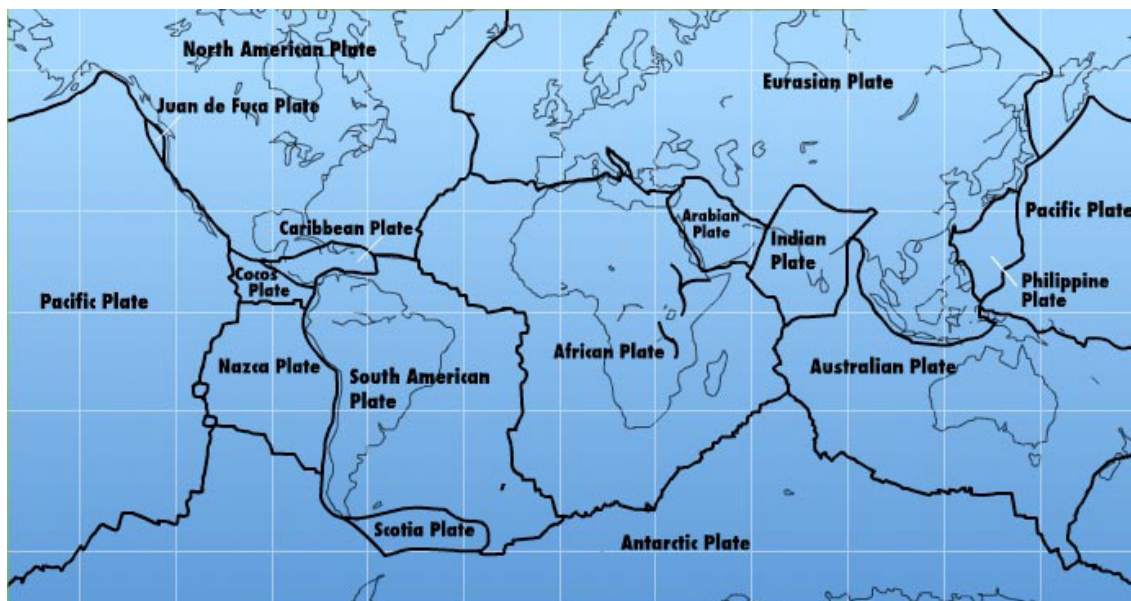 North American Plate
Juan de Fuca Plate
Eurasian Plate
Caribbean Plate
Arabian
Plate
Pacific Plate
Indian
Plate
Cocos
Plate
Philippine
Plate
Pacific Plate
Nazca Plate
South American
Plate
African Plate
Australian Plate
Scotia Plate
Antarctic Plate